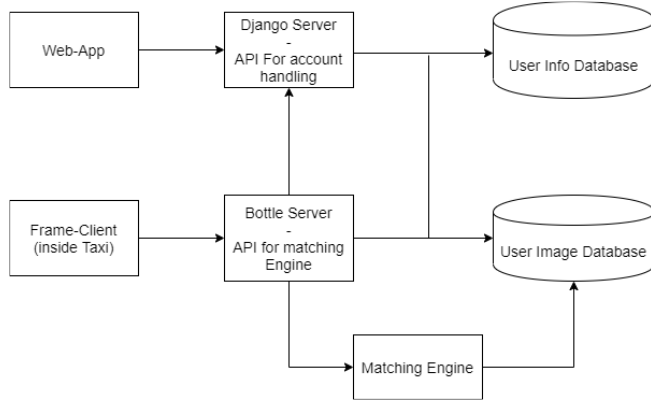 Web-App
Django Server
-
API For account
handling
User Info Database
Frame-Client
(inside Taxi)
Bottle Server
-
API for matching
Engine
User Image Database
Matching Engine